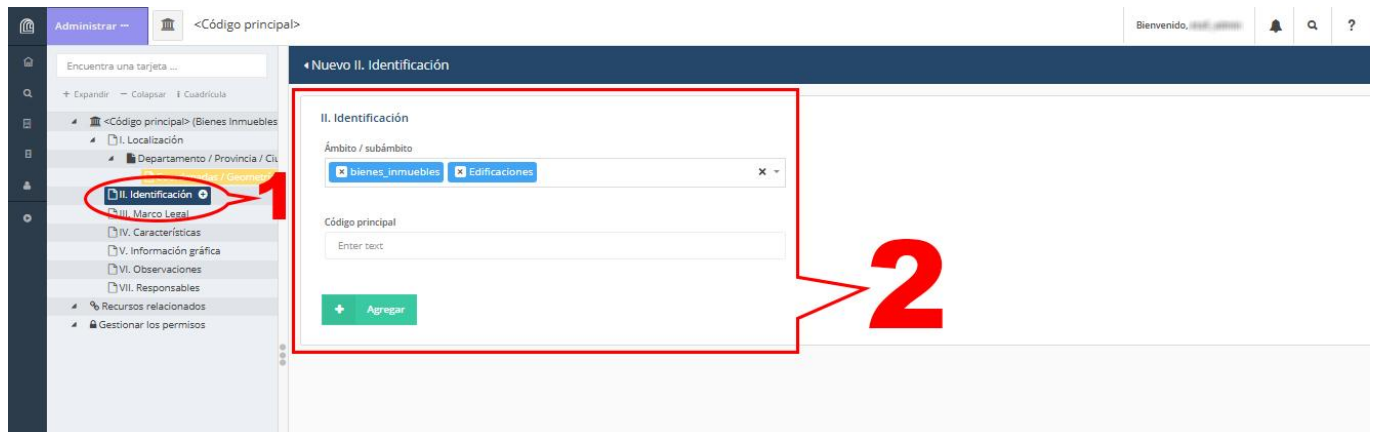 Administrar ···
<Código principal>
Bienvenido,
?
Encuentra una tarjeta ...
+ Expandir − Colapsar i Cuadrícula
<Código principal> (Bienes Inmuebles
I. Localización
Departamento / Provincia / Ciu
II. Identificación
III. Marco Legal
IV. Características
V. Información gráfica
VI. Observaciones
VII. Responsables
Recursos relacionados
Gestionar los permisos
1
Nuevo II. Identificación
II. Identificación
Ámbito / subámbito
bienes_inmuebles Edificaciones
Código principal
Enter text
+ Agregar
2